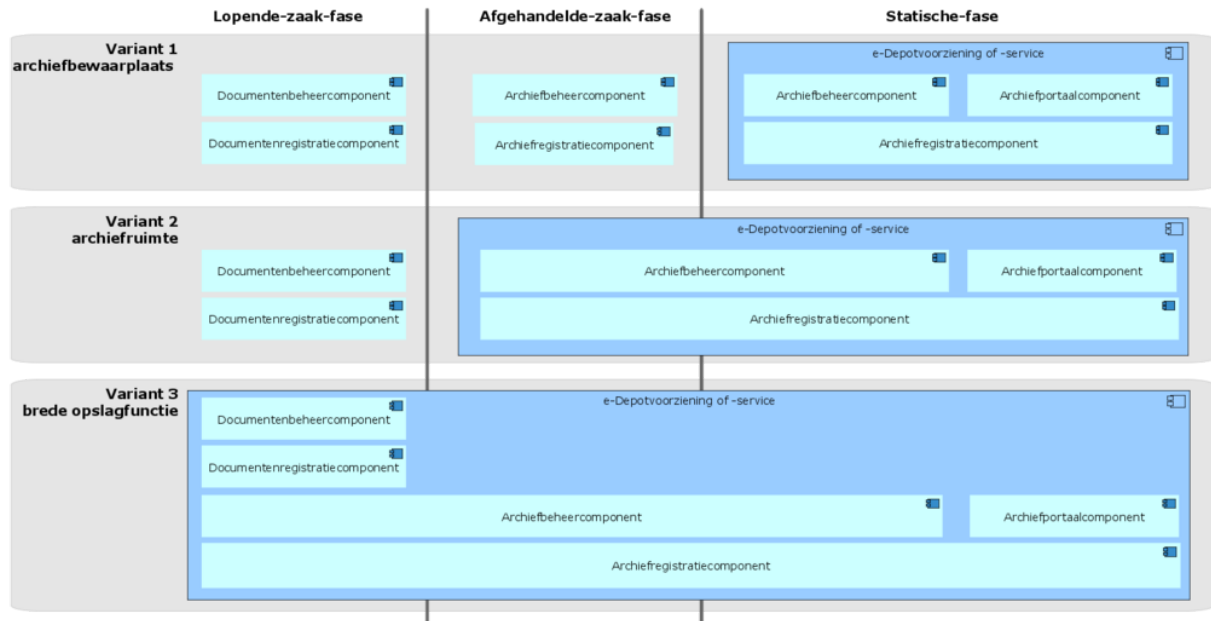 Lopende-zaak-fase
Afgehandelde-zaak-fase
Statische-fase
Variant 1
archiefbewaarplaats
e-Depotvoorziening of -service
Documentenbeheercomponent
Archiefbeheercomponent
Archiefbeheercomponent
Archiefportaalcomponent
Documentenregistratiecomponent
Archiefregistratiecomponent
Archiefregistratiecomponent
Variant 2
archiefruimte
e-Depotvoorziening of -service
Documentenbeheercomponent
Archiefbeheercomponent
Archiefportaalcomponent
Documentenregistratiecomponent
Archiefregistratiecomponent
Variant 3
brede opslagfunctie
e-Depotvoorziening of -service
Documentenbeheercomponent
Documentenregistratiecomponent
Archiefbeheercomponent
Archiefportaalcomponent
Archiefregistratiecomponent